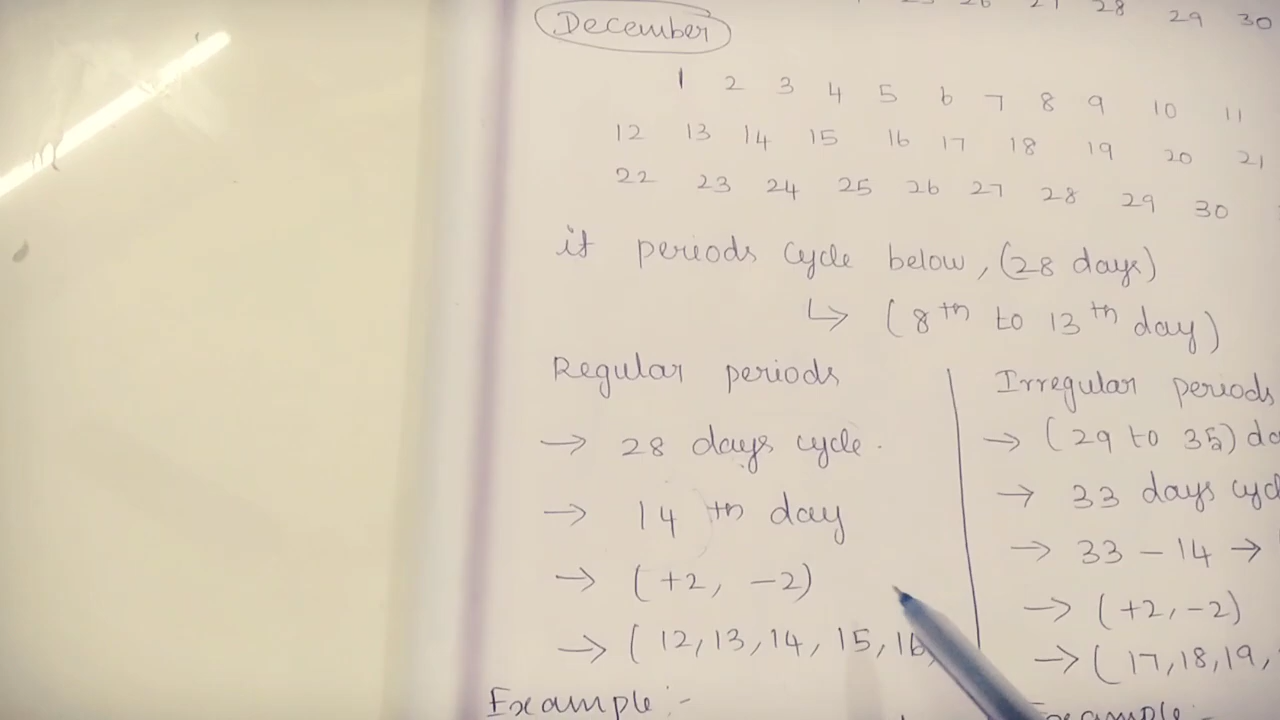 28 29 30
December
1 2 3 4 5 6 7 8 9 10 11
12 13 14 15 16 17 18 19 20 21
22 23 24 25 26 27 28 29 30
if periods cycle below, (28 days)
↳ (8th to 13th day)
Regular periods
→ 28 days cycle.
→ 14th day
→ (+2, -2)
→ (12, 13, 14, 15, 16
Example :-
Irregular periods
→ (29 to 35)
→ 33 days
→ 33 - 14 →
→ (+2, -2)
→ (17, 18, 19,
Example:-